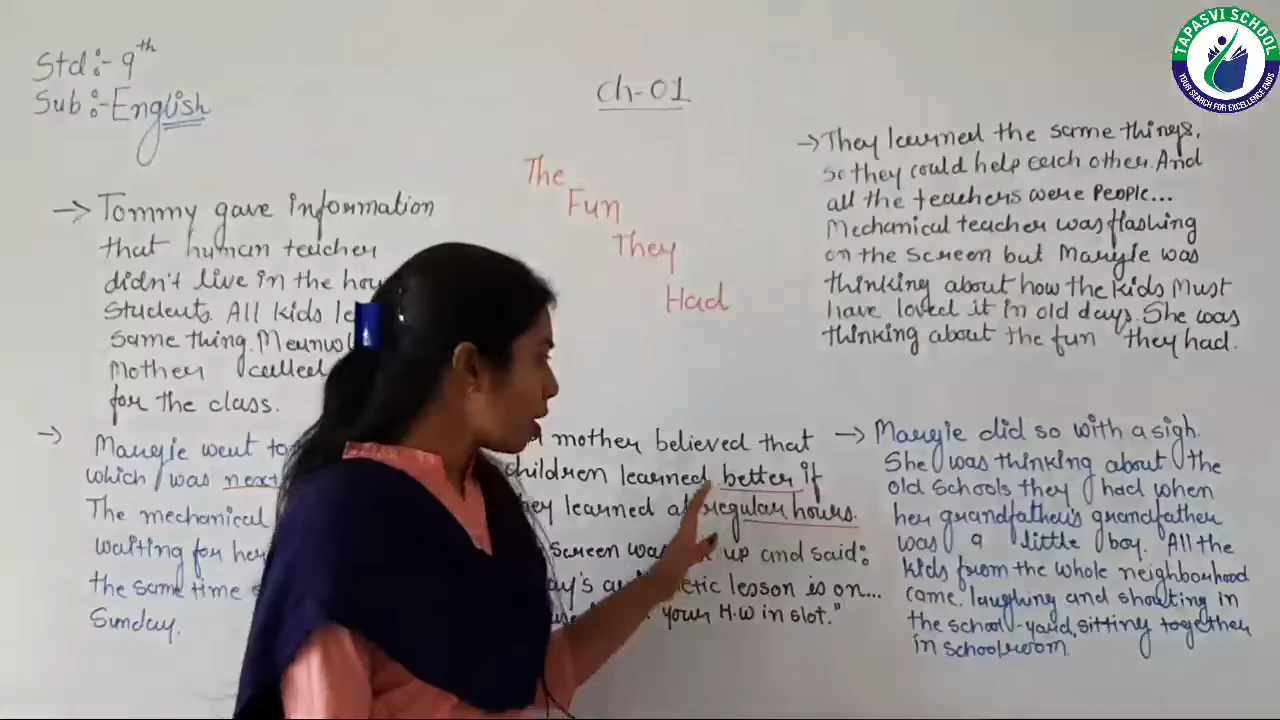 Std:- 9th
Sub:- English
Ch-01
The
Fun
They
Had
→ Tommy gave information
that human teacher
didn't live in the
Students. All kids
same thing.
Mother called
for the class.
→ Margie went to
which was next
The mechanical
waiting for her
the same time
Sunday.
mother believed that
children learned better if
learned at regular hours.
screen was up and said:
lesson is on...
your H.W in slot."
→ They learned the same things,
so they could help each other. And
all the teachers were People...
Mechanical teacher was flashing
on the screen but Margie was
thinking about how the kids must
have loved it in old days. She was
thinking about the fun they had.
→ Margie did so with a sigh.
She was thinking about the
old schools they had when
her grandfather's grandfather
was a little boy. All the
kids from the whole neighbourhood
came, laughing and shouting in
the school-yard, sitting together
in schoolroom.
TAPASVI SCHOOL
YOUR SEARCH FOR EXCELLENCE ENDS